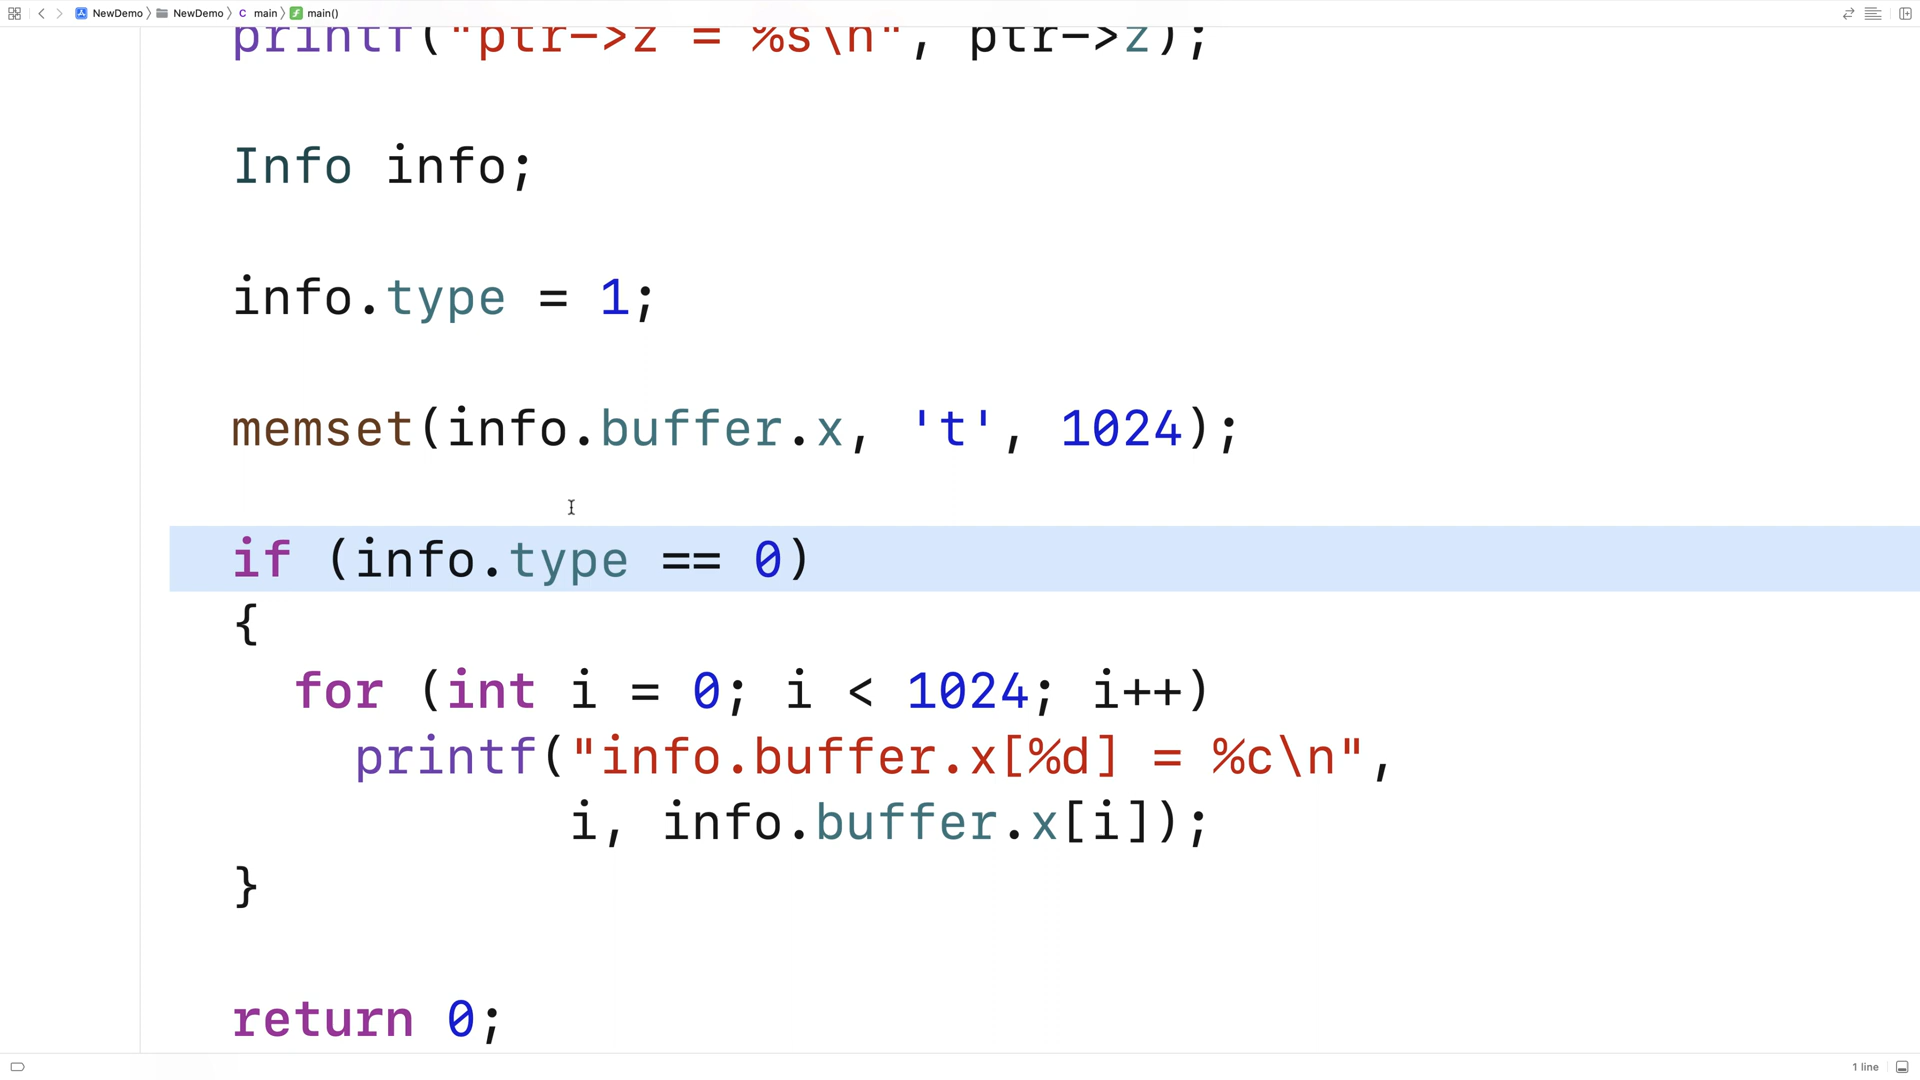 NewDemo NewDemo C main f main()
printf("ptr->z = %s\n", ptr->z);
Info info;
info.type = 1;
memset(info.buffer.x, 't', 1024);
if (info.type == 0)
{
for (int i = 0; i < 1024; i++)
printf("info.buffer.x[%d] = %c\n",
i, info.buffer.x[i]);
}
return 0;
1 line